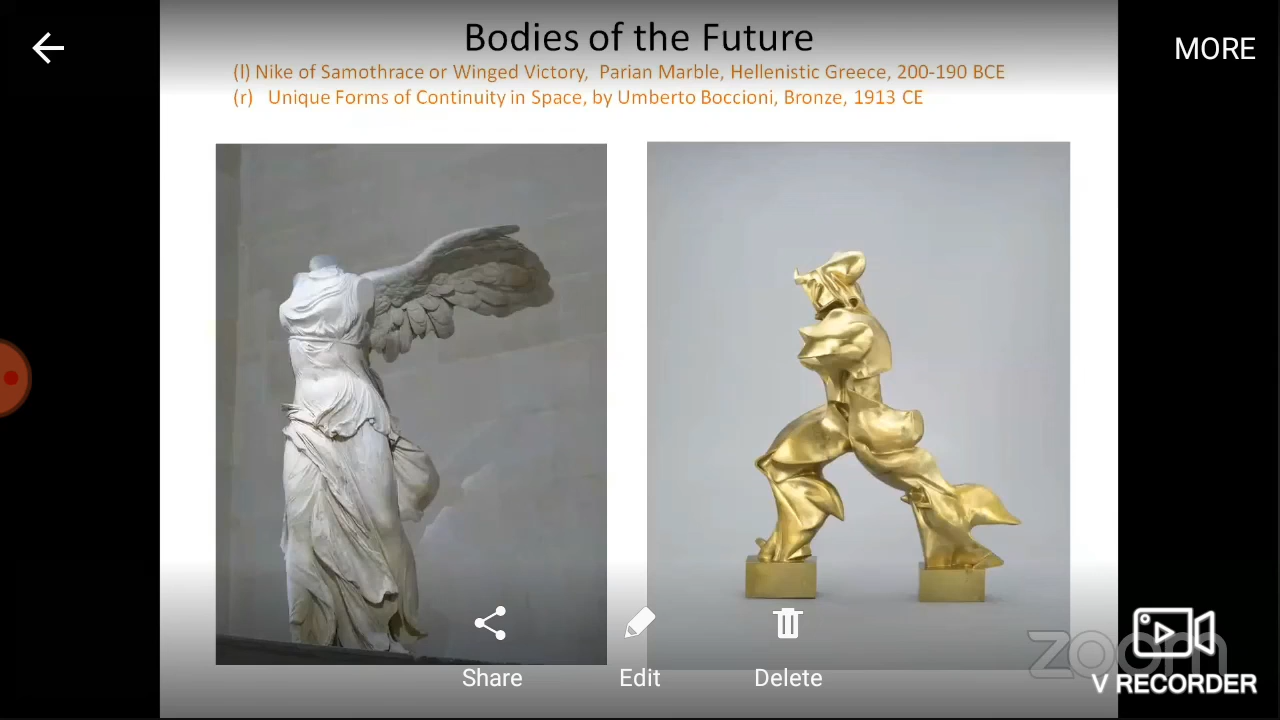 Bodies of the Future
MORE
(l) Nike of Samothrace or Winged Victory, Parian Marble, Hellenistic Greece, 200-190 BCE
(r) Unique Forms of Continuity in Space, by Umberto Boccioni, Bronze, 1913 CE
zoom
Share
Edit
Delete
V RECORDER